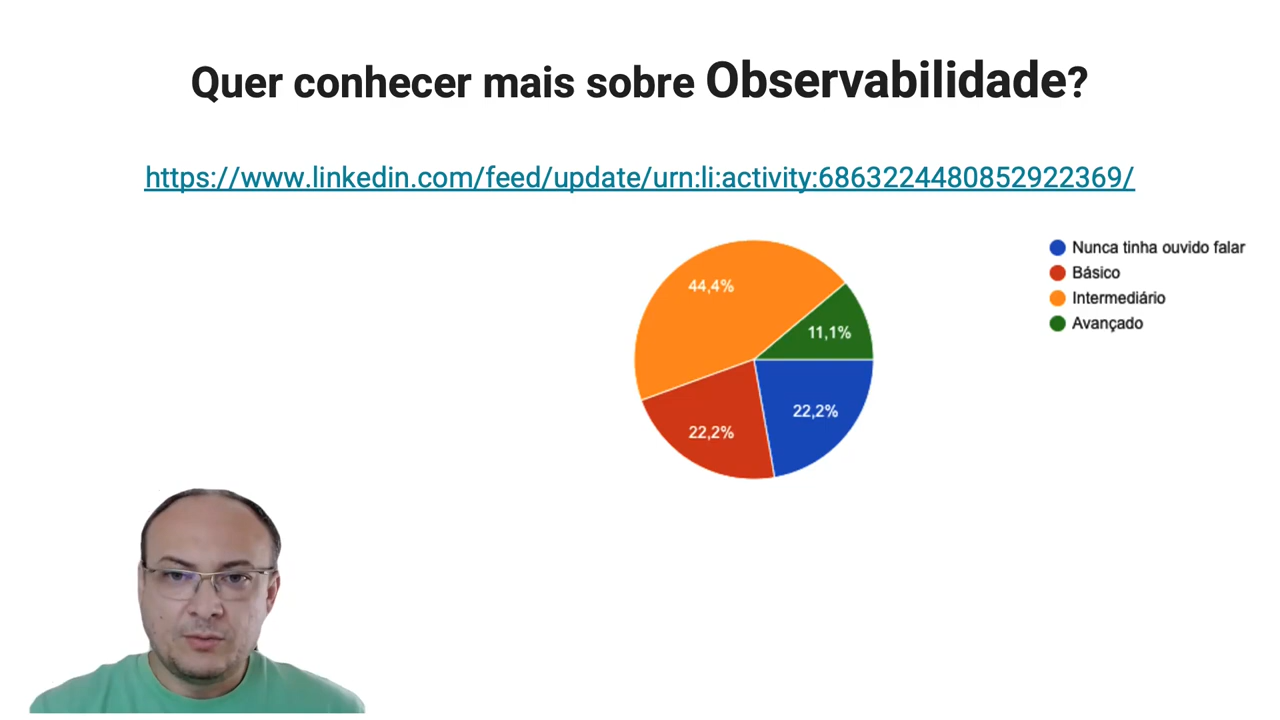 Quer conhecer mais sobre Observabilidade?
https://www.linkedin.com/feed/update/urn:li:activity:6863224480852922369/
Nunca tinha ouvido falar
Básico
Intermediário
Avançado
44,4%
11,1%
22,2%
22,2%